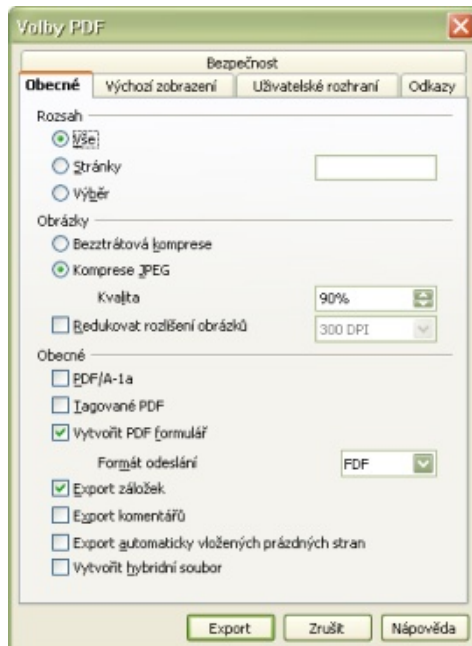 Volby PDF
Bezpečnost
Obecné Výchozí zobrazení Uživatelské rozhraní Odkazy
Rozsah
Vše
Stránky
Výběr
Obrázky
Bezztrátová komprese
Komprese JPEG
Kvalita 90%
Redukovat rozlišení obrázků 300 DPI
Obecné
PDF/A-1a
Tagované PDF
Vytvořit PDF formulář
Formát odeslání FDF
Export záložek
Export komentářů
Export automaticky vložených prázdných stran
Vytvořit hybridní soubor
Export Zrušit Nápověda